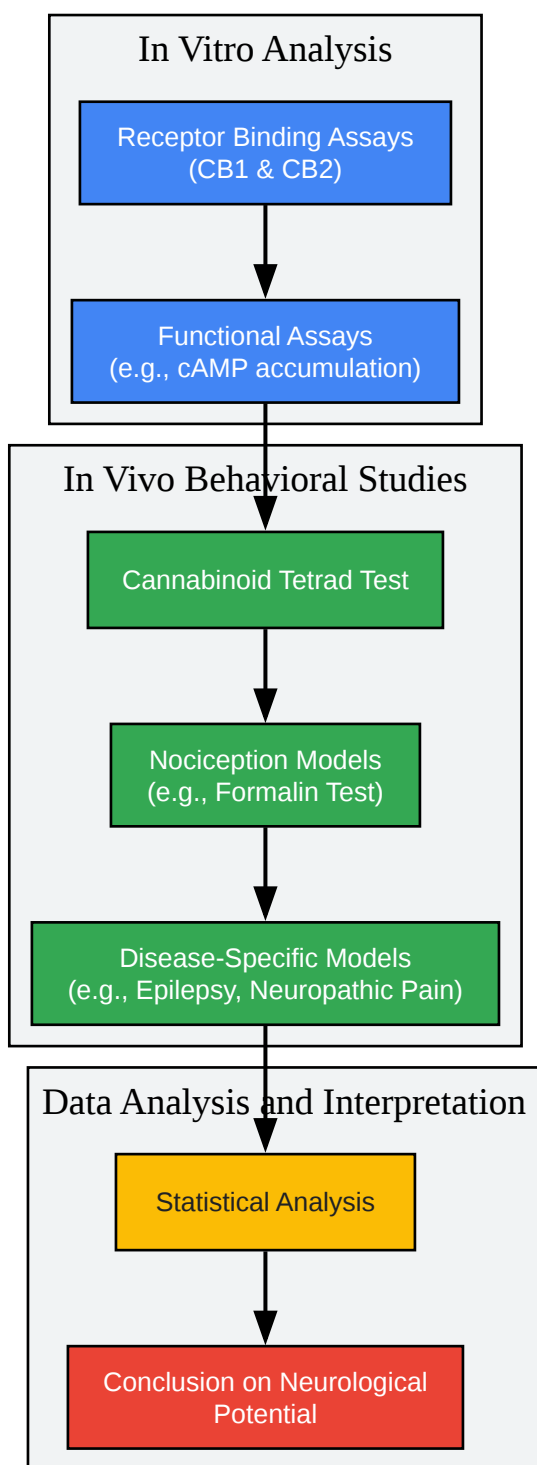 In Vitro Analysis
Receptor Binding Assays
(CB1 & CB2)
Functional Assays
(e.g., cAMP accumulation)
In Vivo Behavioral Studies
Cannabinoid Tetrad Test
Nociception Models
(e.g., Formalin Test)
Disease-Specific Models
(e.g., Epilepsy, Neuropathic Pain)
Data Analysis and Interpretation
Statistical Analysis
Conclusion on Neurological
Potential